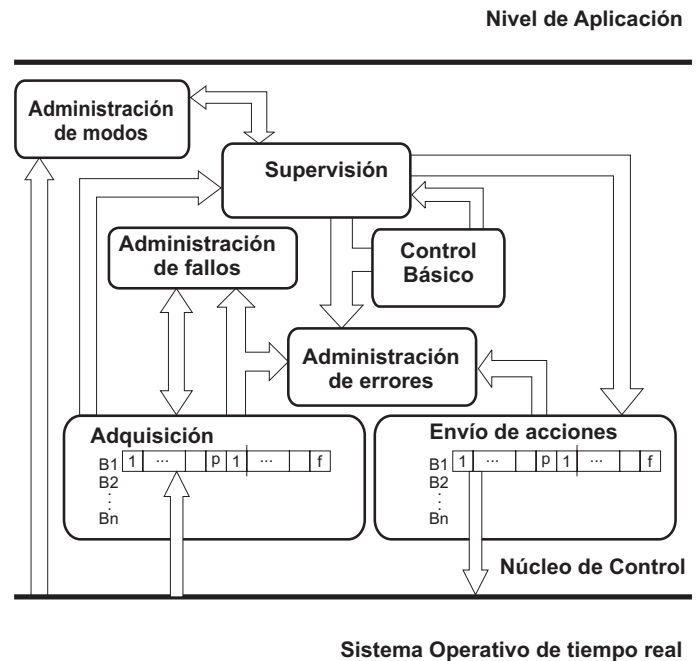 Nivel de Aplicación
Administración
de modos
Supervisión
Administración
de fallos
Control
Básico
Administración
de errores
Adquisición
B1 1 ... p 1 ... f
B2
:
Bn
Envío de acciones
B1 1 ... p 1 ... f
B2
:
Bn
Núcleo de Control
Sistema Operativo de tiempo real